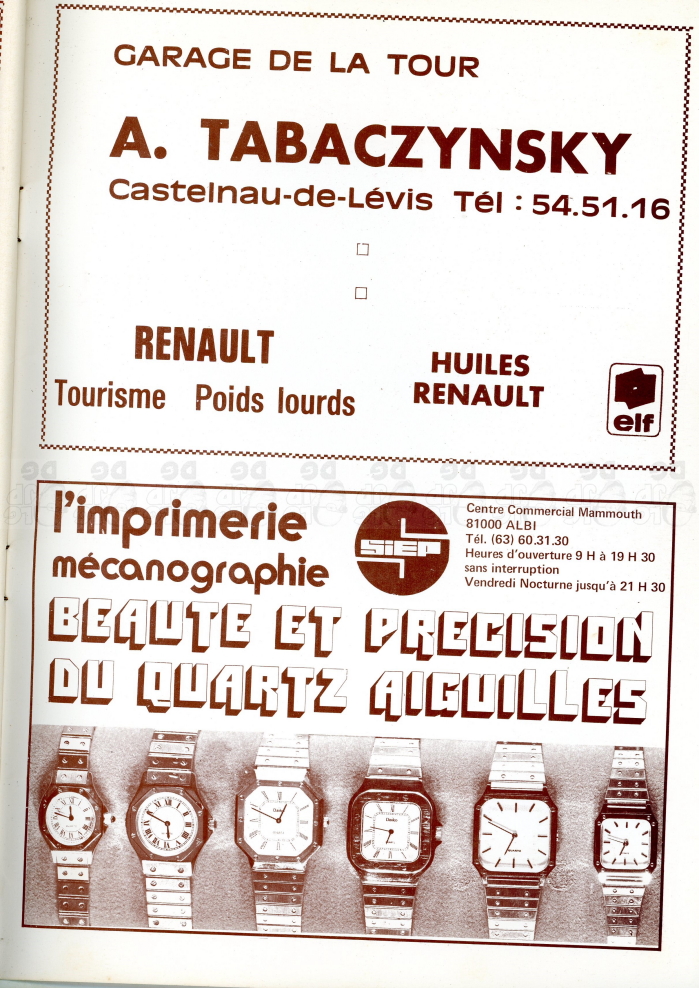 GARAGE DE LA TOUR
A. TABACZYNSKY
Castelnau-de-Lévis Tél : 54.51.16
RENAULT
Tourisme Poids lourds
HUILES
RENAULT
elf
l'imprimerie
mécanographie
SIEP
Centre Commercial Mammouth
81000 ALBI
Tél. (63) 60.31.30
Heures d'ouverture 9 H à 19 H 30
sans interruption
Vendredi Nocturne jusqu'à 21 H 30
BEAUTE ET PRECISION
DU QUARTZ AIGUILLES